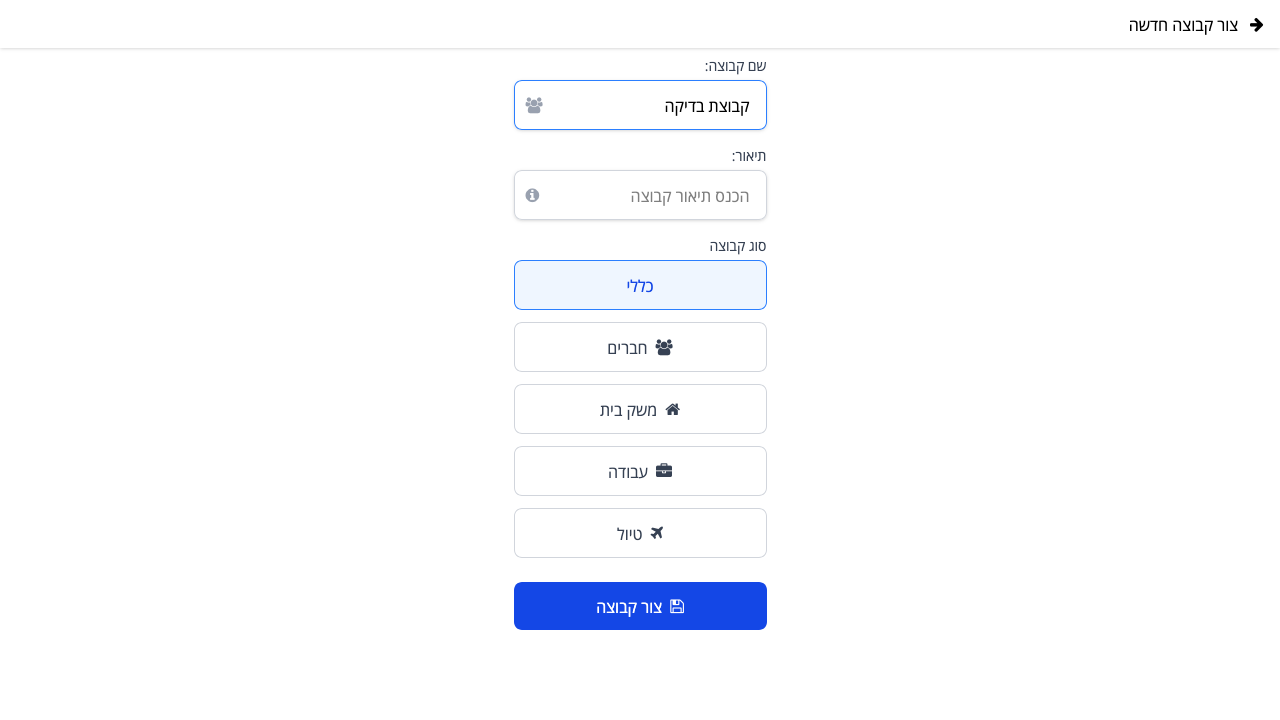 צור קבוצה חדשה
שם קבוצה:
קבוצת בדיקה
תיאור:
הכנס תיאור קבוצה
סוג קבוצה
כללי
חברים
משק בית
עבודה
טיול
צור קבוצה